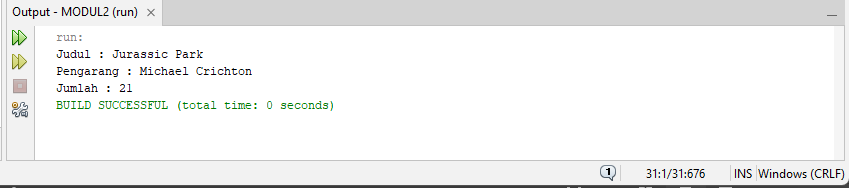 Output - MODUL2 (run)
run:
Judul : Jurassic Park
Pengarang : Michael Crichton
Jumlah : 21
BUILD SUCCESSFUL (total time: 0 seconds)
1 31:1/31:676 INS Windows (CRLF)